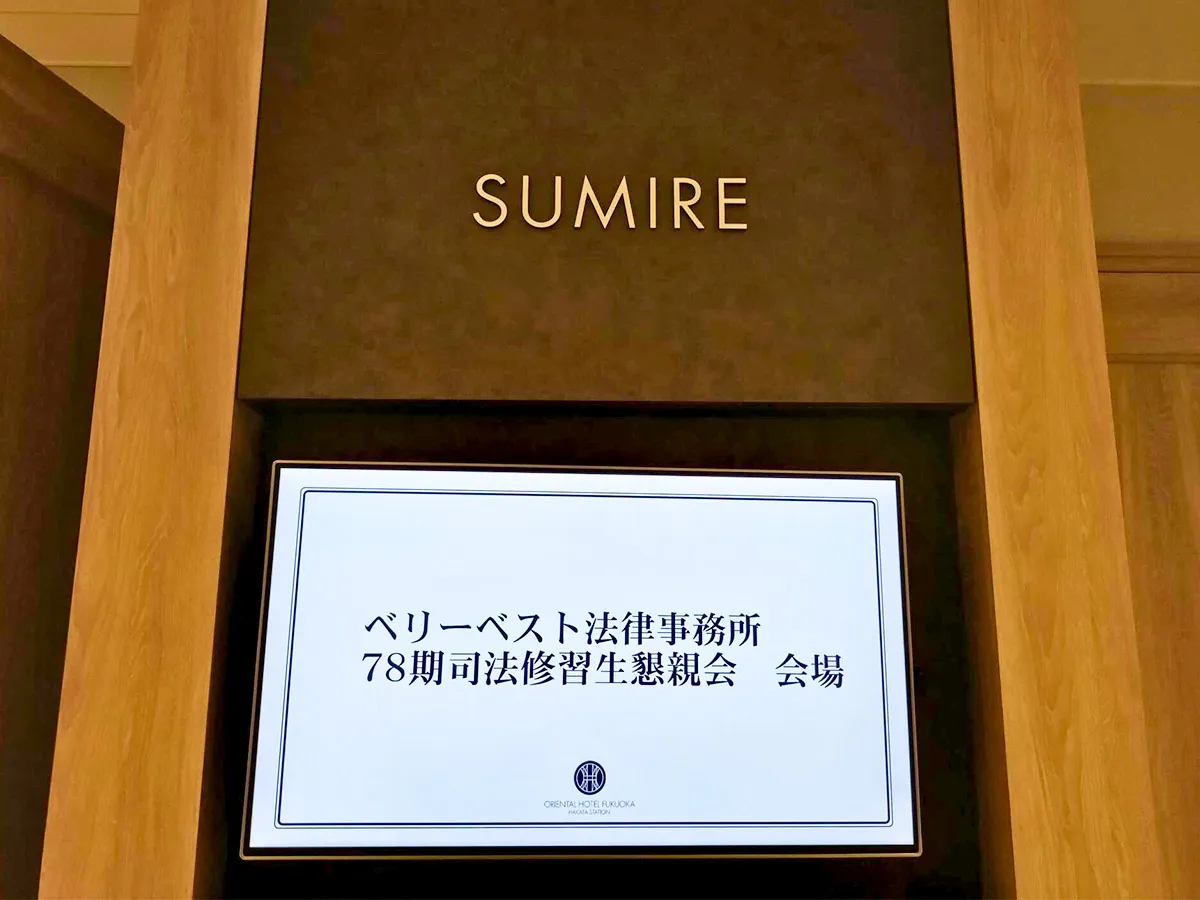 SUMIRE
ベリーベスト法律事務所
78期司法修習生懇親会　会場
ORIENTAL HOTEL FUKUOKA
HAKATA STATION